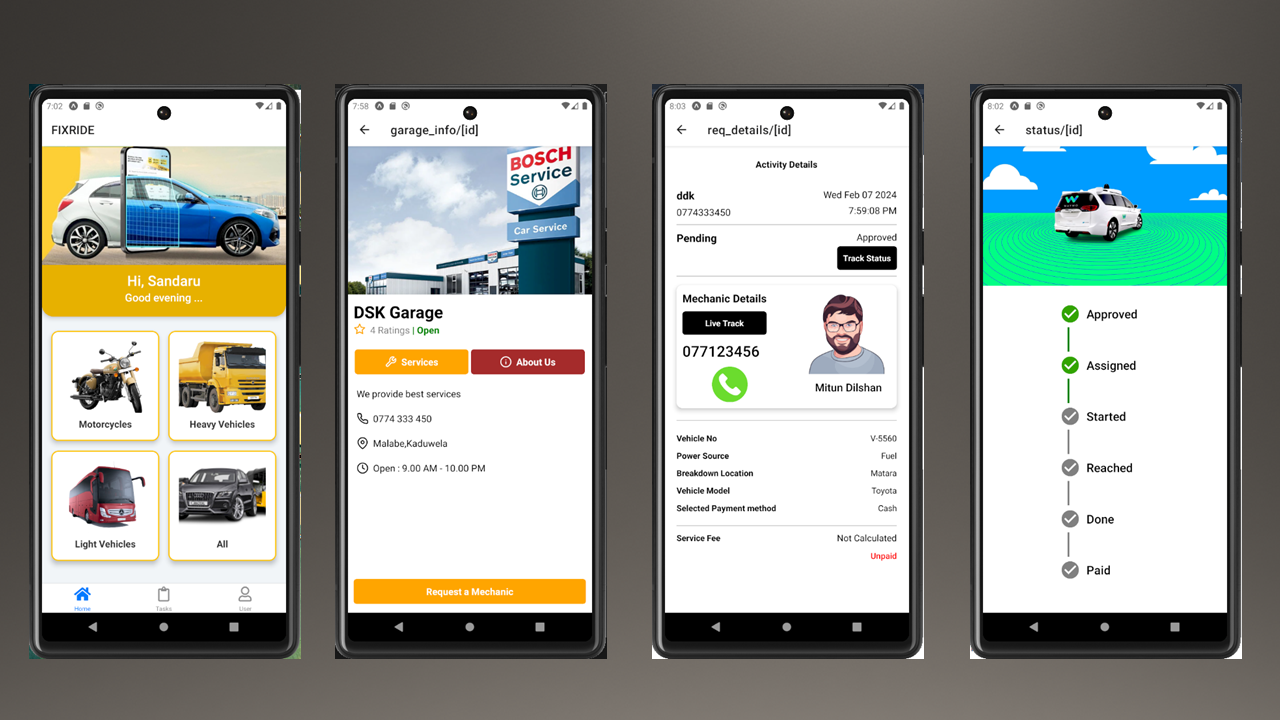 7:02
FIXRIDE
Hi, Sandaru
Good evening ...
Motorcycles
Heavy Vehicles
Light Vehicles
All
Home
Tasks
User
7:58
garage_info/[id]
BOSCH
Service
Car Service
DSK Garage
4 Ratings | Open
Services
About Us
We provide best services
0774 333 450
Malabe,Kaduwela
Open : 9.00 AM - 10.00 PM
Request a Mechanic
8:03
req_details/[id]
Activity Details
ddk
Wed Feb 07 2024
0774333450
7:59:08 PM
Pending
Approved
Track Status
Mechanic Details
Live Track
077123456
Mitun Dilshan
Vehicle No V-5560
Power Source Fuel
Breakdown Location Matara
Vehicle Model Toyota
Selected Payment method Cash
Service Fee Not Calculated
Unpaid
8:02
status/[id]
Approved
Assigned
Started
Reached
Done
Paid